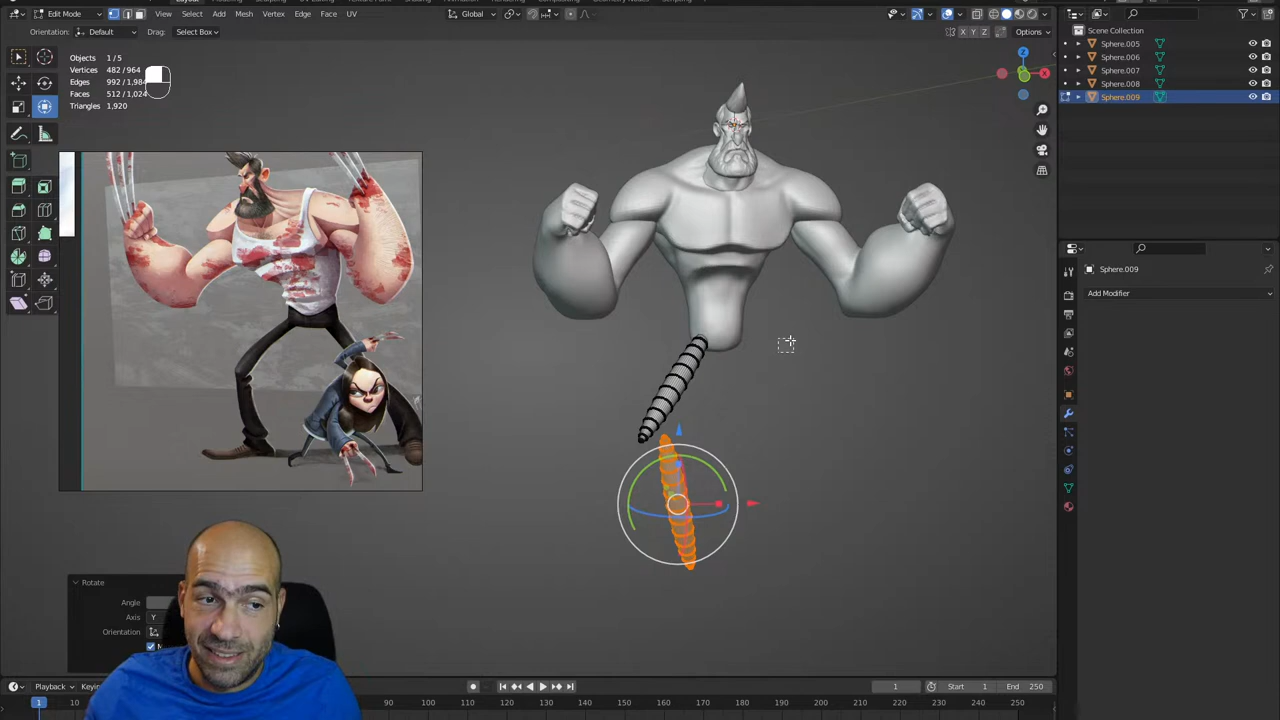 Layout
Edit Mode View Select Add Mesh Vertex Edge Face UV Global
Orientation: Default Drag: Select Box X Y Z Options
Objects 1 / 5
Vertices 482 / 964
Edges 992 / 1,984
Faces 512 / 1,024
Triangles 1,920
Z
X
Scene Collection
Sphere.005
Sphere.006
Sphere.007
Sphere.008
Sphere.009
Sphere.009
Add Modifier
Rotate
Angle
Axis Y
Orientation
Playback 1 Start 1 End 250
1 10 80 90 100 110 120 130 140 150 160 170 180 190 200 210 220 230 240 250